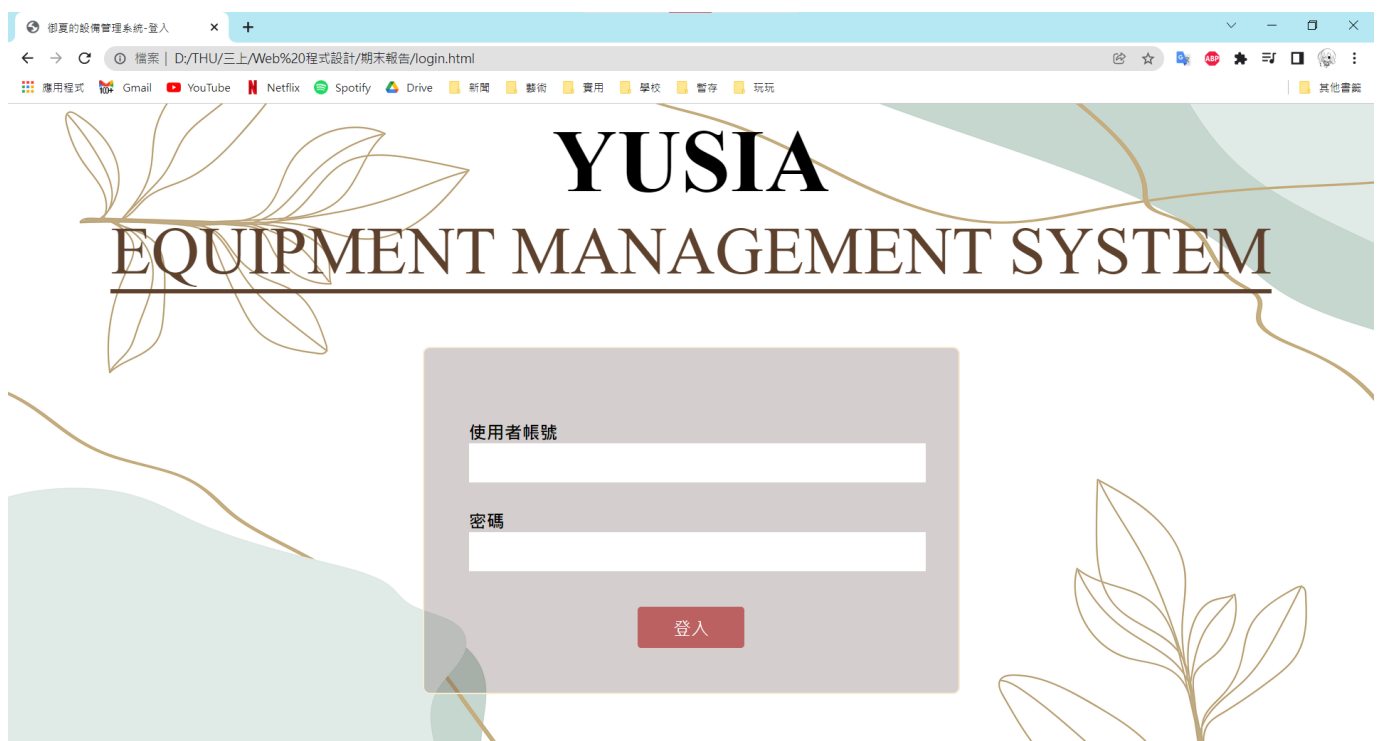 御夏的設備管理系統-登入
檔案 | D:/THU/三上/Web%20程式設計/期末報告/login.html
ABP
應用程式 100+ Gmail YouTube N Netflix Spotify Drive 新聞 藝術 實用 學校 暫存 玩玩 其他書籤
YUSIA
EQUIPMENT MANAGEMENT SYSTEM
使用者帳號
密碼
登入